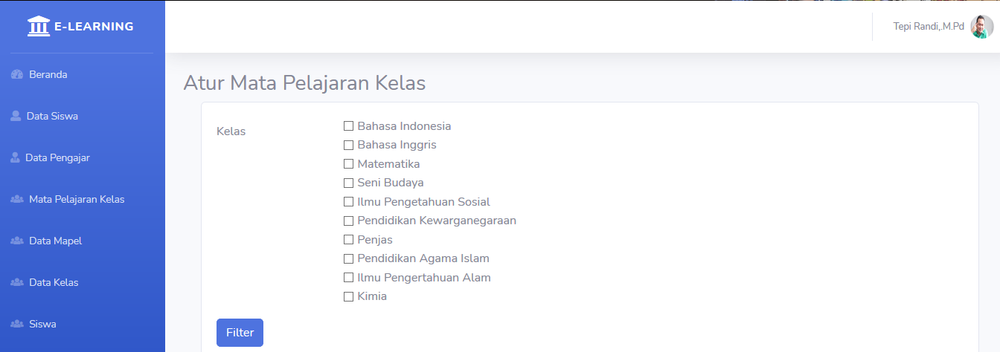 E-LEARNING
Tepi Randi,.M.Pd
Beranda
Data Siswa
Data Pengajar
Mata Pelajaran Kelas
Data Mapel
Data Kelas
Siswa
Atur Mata Pelajaran Kelas
Kelas
Bahasa Indonesia
Bahasa Inggris
Matematika
Seni Budaya
Ilmu Pengetahuan Sosial
Pendidikan Kewarganegaraan
Penjas
Pendidikan Agama Islam
Ilmu Pengertahuan Alam
Kimia
Filter